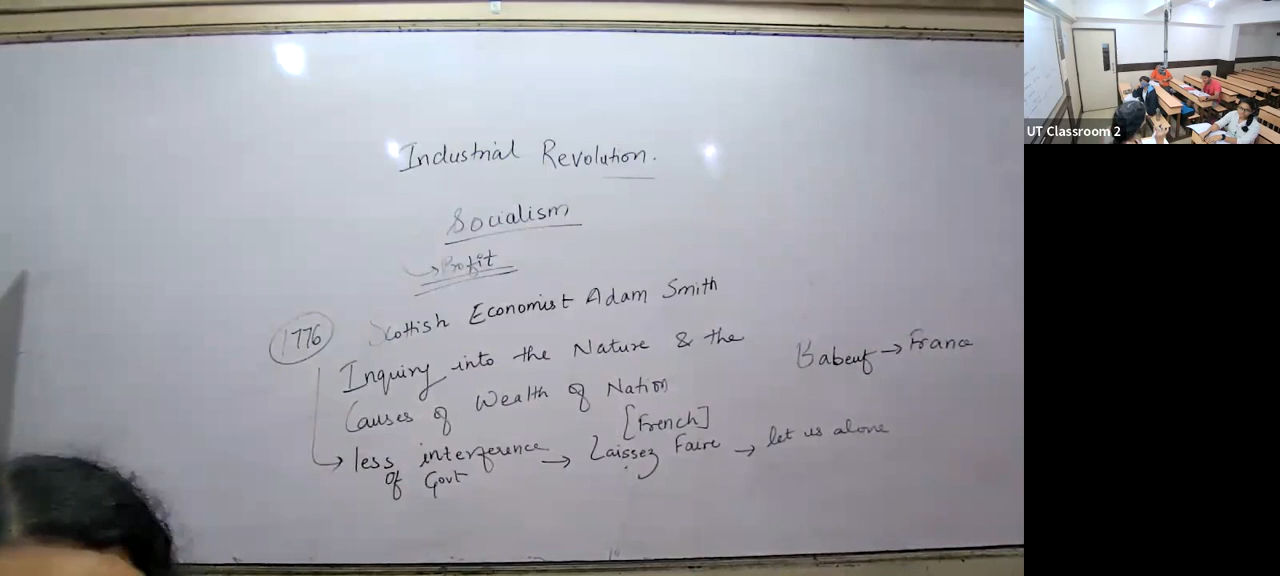 Industrial Revolution.
Socialism
→ Profit
1776
Scottish Economist Adam Smith
Inquiry into the Nature & the
Causes of Wealth of Nation
Babeuf → France
[French]
→ less interference → Laissez Faire → let us alone
of Govt
UT Classroom 2